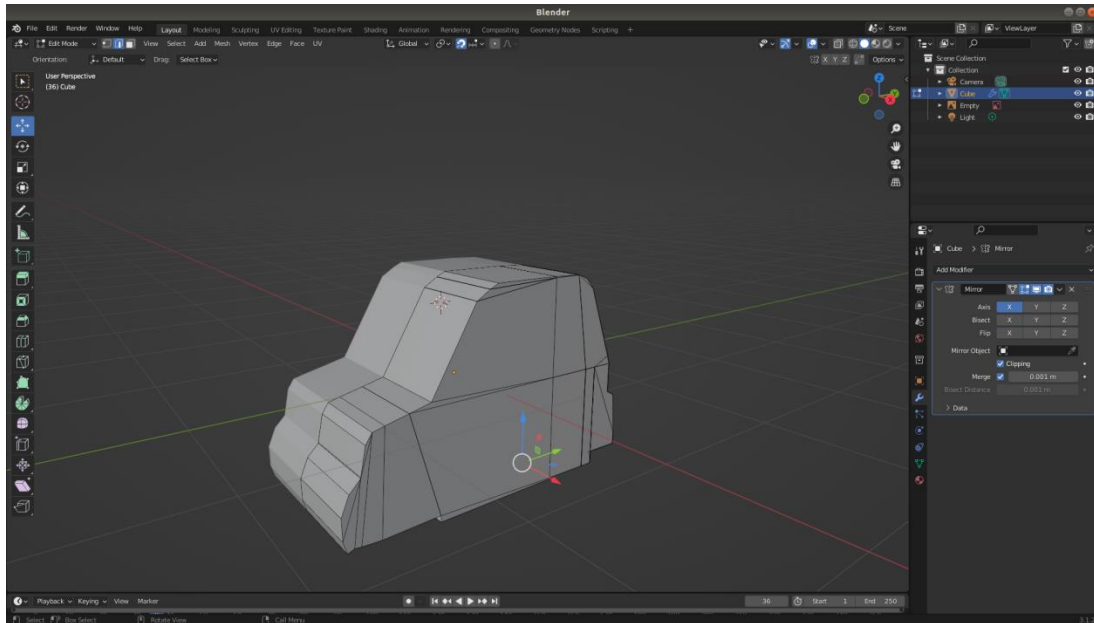 Blender
File Edit Render Window Help Layout Modeling Sculpting UV Editing Texture Paint Shading Animation Rendering Compositing Geometry Nodes Scripting + Scene ViewLayer
Edit Mode View Select Add Mesh Vertex Edge Face UV Global
Orientation: Default Drag: Select Box X Y Z Options
User Perspective
(36) Cube
Scene Collection
Collection
Camera
Cube
Empty
Light
Cube > Mirror
Add Modifier
Mirror
Axis X Y Z
Bisect X Y Z
Flip X Y Z
Mirror Object
Clipping
Merge 0.001 m
Bisect Distance 0.001 m
> Data
Playback Keying View Marker 36 Start 1 End 250
Select Box Select Rotate View Call Menu